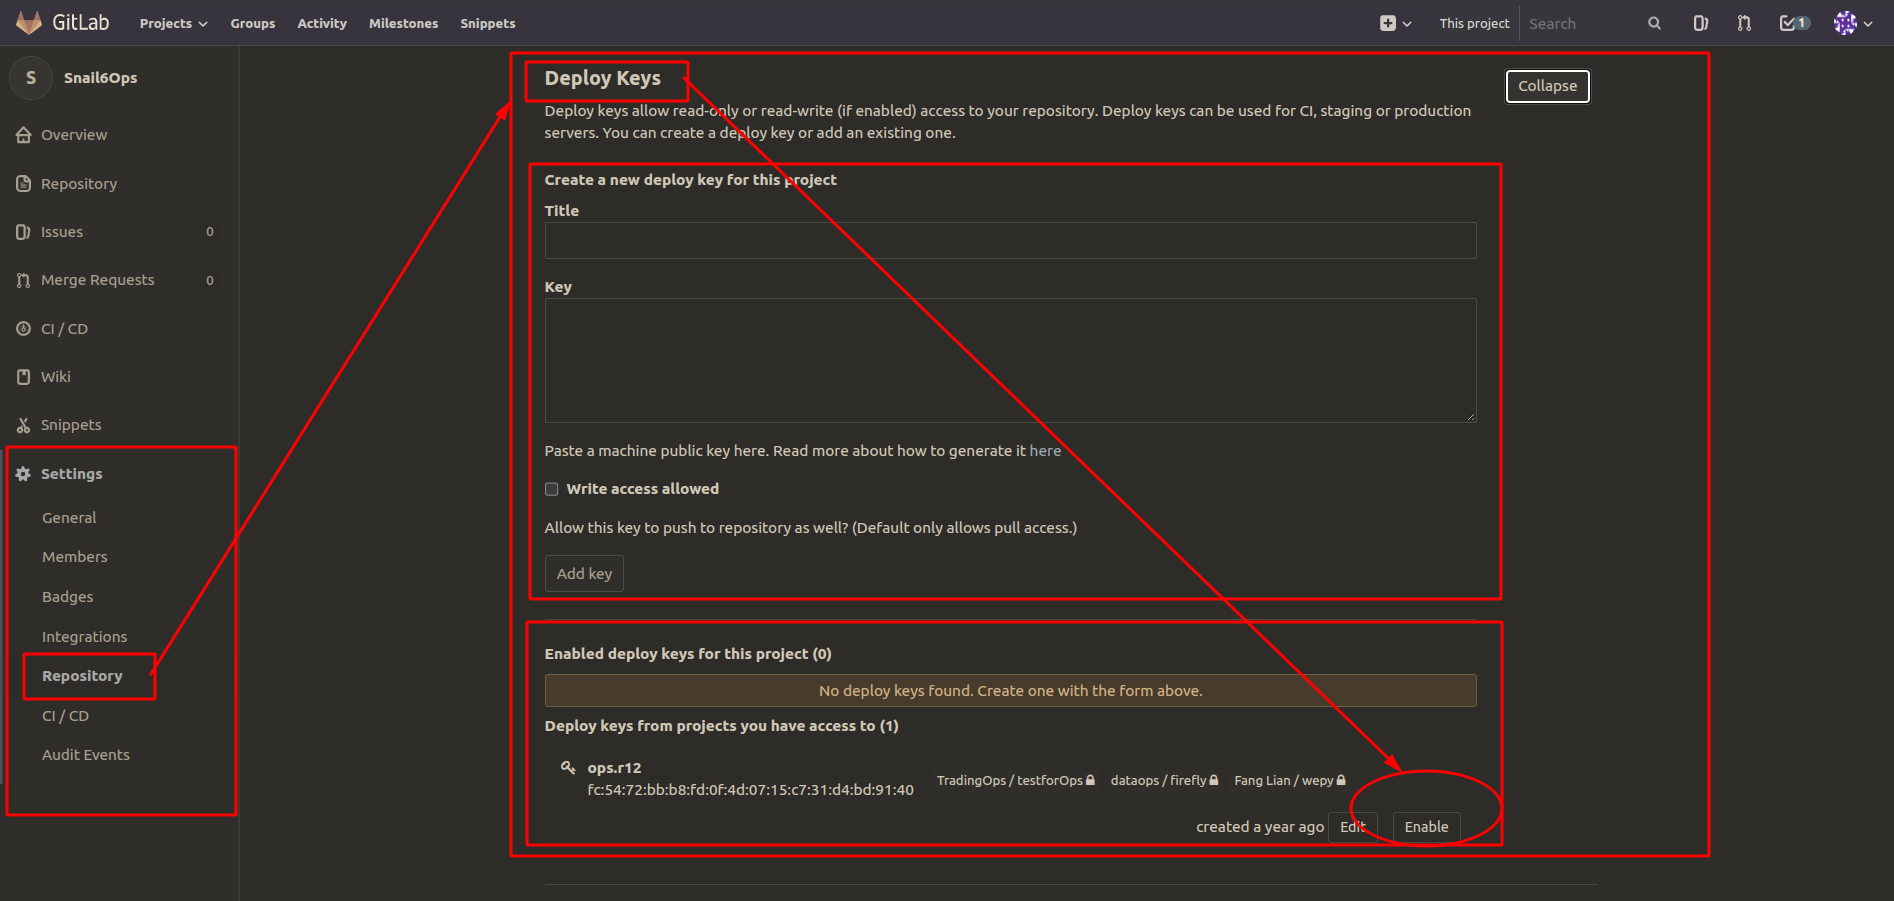 GitLab
Projects Groups Activity Milestones Snippets
This project Search 1
S Snail6Ops
Overview
Repository
Issues 0
Merge Requests 0
CI / CD
Wiki
Snippets
Settings
General
Members
Badges
Integrations
Repository
CI / CD
Audit Events
Deploy Keys
Collapse
Deploy keys allow read-only or read-write (if enabled) access to your repository. Deploy keys can be used for CI, staging or production
servers. You can create a deploy key or add an existing one.
Create a new deploy key for this project
Title
Key
Paste a machine public key here. Read more about how to generate it here
Write access allowed
Allow this key to push to repository as well? (Default only allows pull access.)
Add key
Enabled deploy keys for this project (0)
No deploy keys found. Create one with the form above.
Deploy keys from projects you have access to (1)
ops.r12
fc:54:72:bb:b8:fd:0f:4d:07:15:c7:31:d4:bd:91:40
TradingOps / testforOps dataops / firefly Fang Lian / wepy
created a year ago Edit Enable